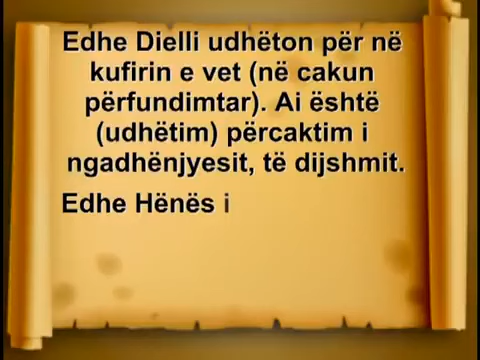 Edhe Dielli udhëton për në
kufirin e vet (në cakun
përfundimtar). Ai është
(udhëtim) përcaktim i
ngadhënjyesit, të dijshmit.
Edhe Hënës i